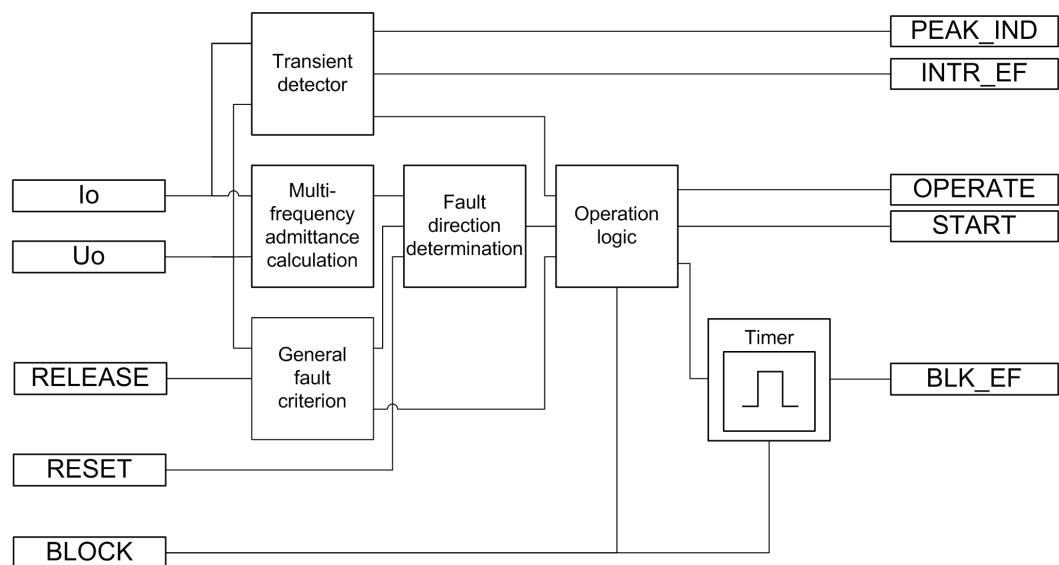 PEAK_IND
Transient
detector
INTR_EF
Io
Multi-
frequency
admittance
calculation
Fault
direction
determination
Operation
logic
OPERATE
START
Uo
General
fault
criterion
Timer
RELEASE
BLK_EF
RESET
BLOCK